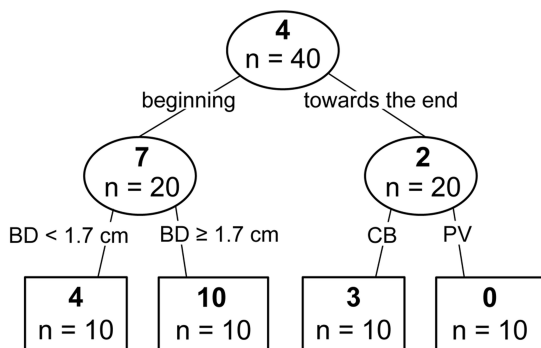 4
n = 40
beginning
towards the end
7
n = 20
2
n = 20
BD < 1.7 cm
BD ≥ 1.7 cm
CB
PV
4
n = 10
10
n = 10
3
n = 10
0
n = 10